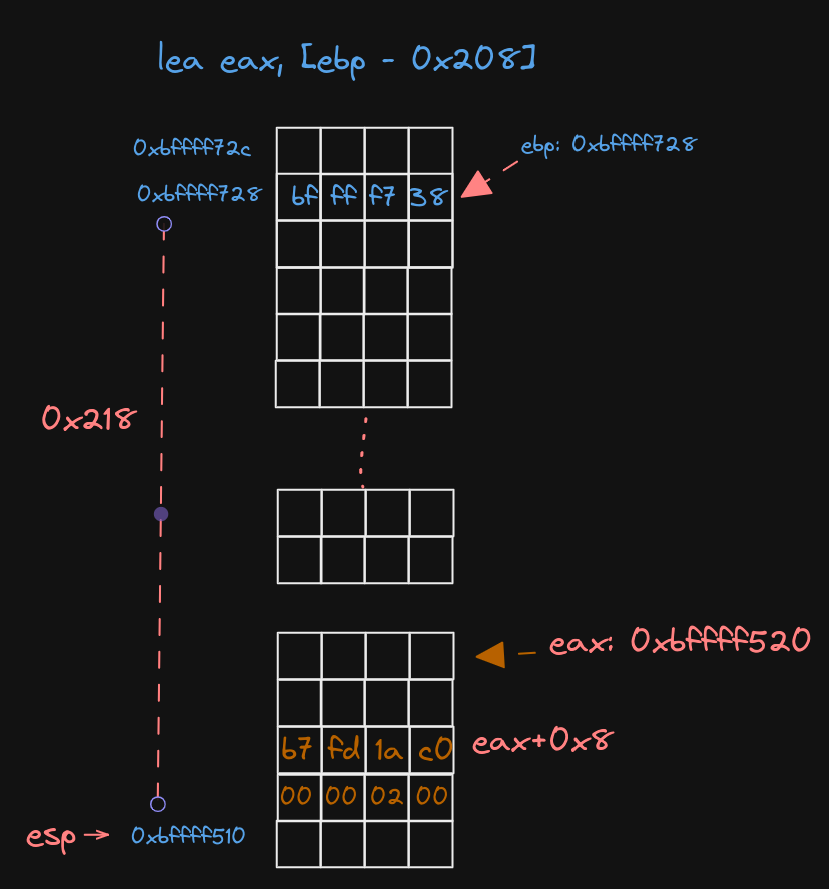 lea eax, [ebp - 0x208]
0xbffff72c
ebp: 0xbffff728
0xbffff728
bf ff f7 38
0x218
eax: 0xbffff520
b7 fd 1a c0
eax+0x8
00 00 02 00
esp → 0xbffff510